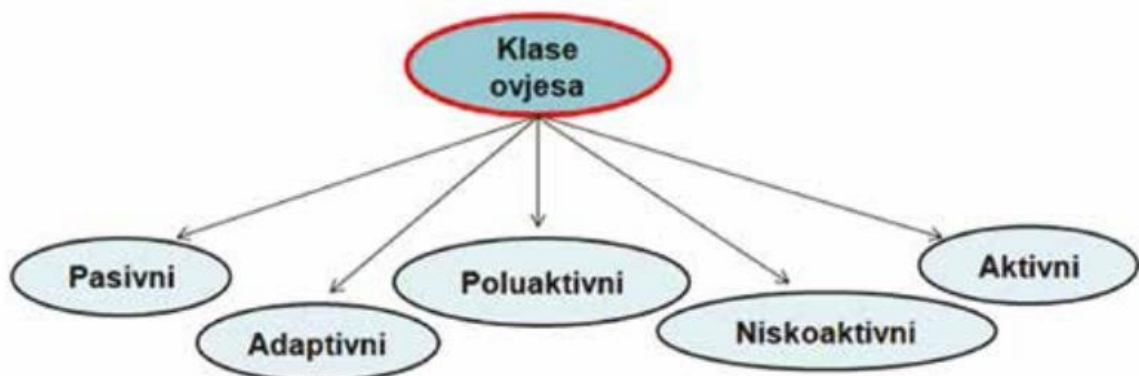 Klase
ovjesa
Pasivni
Adaptivni
Poluaktivni
Niskoaktivni
Aktivni